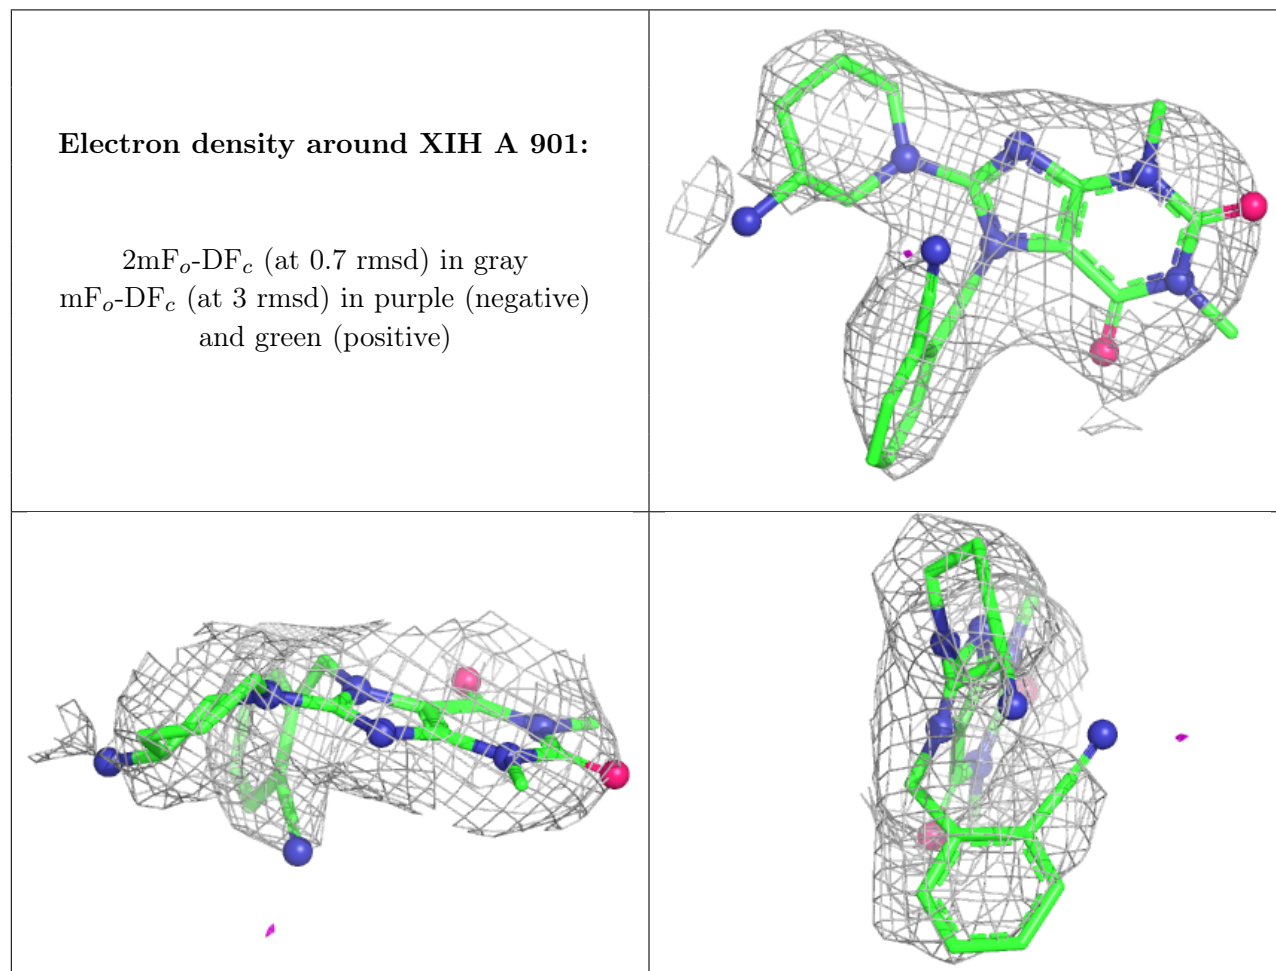 Electron density around XIH A 901:
2mFo-DFc (at 0.7 rmsd) in gray
mFo-DFc (at 3 rmsd) in purple (negative)
and green (positive)